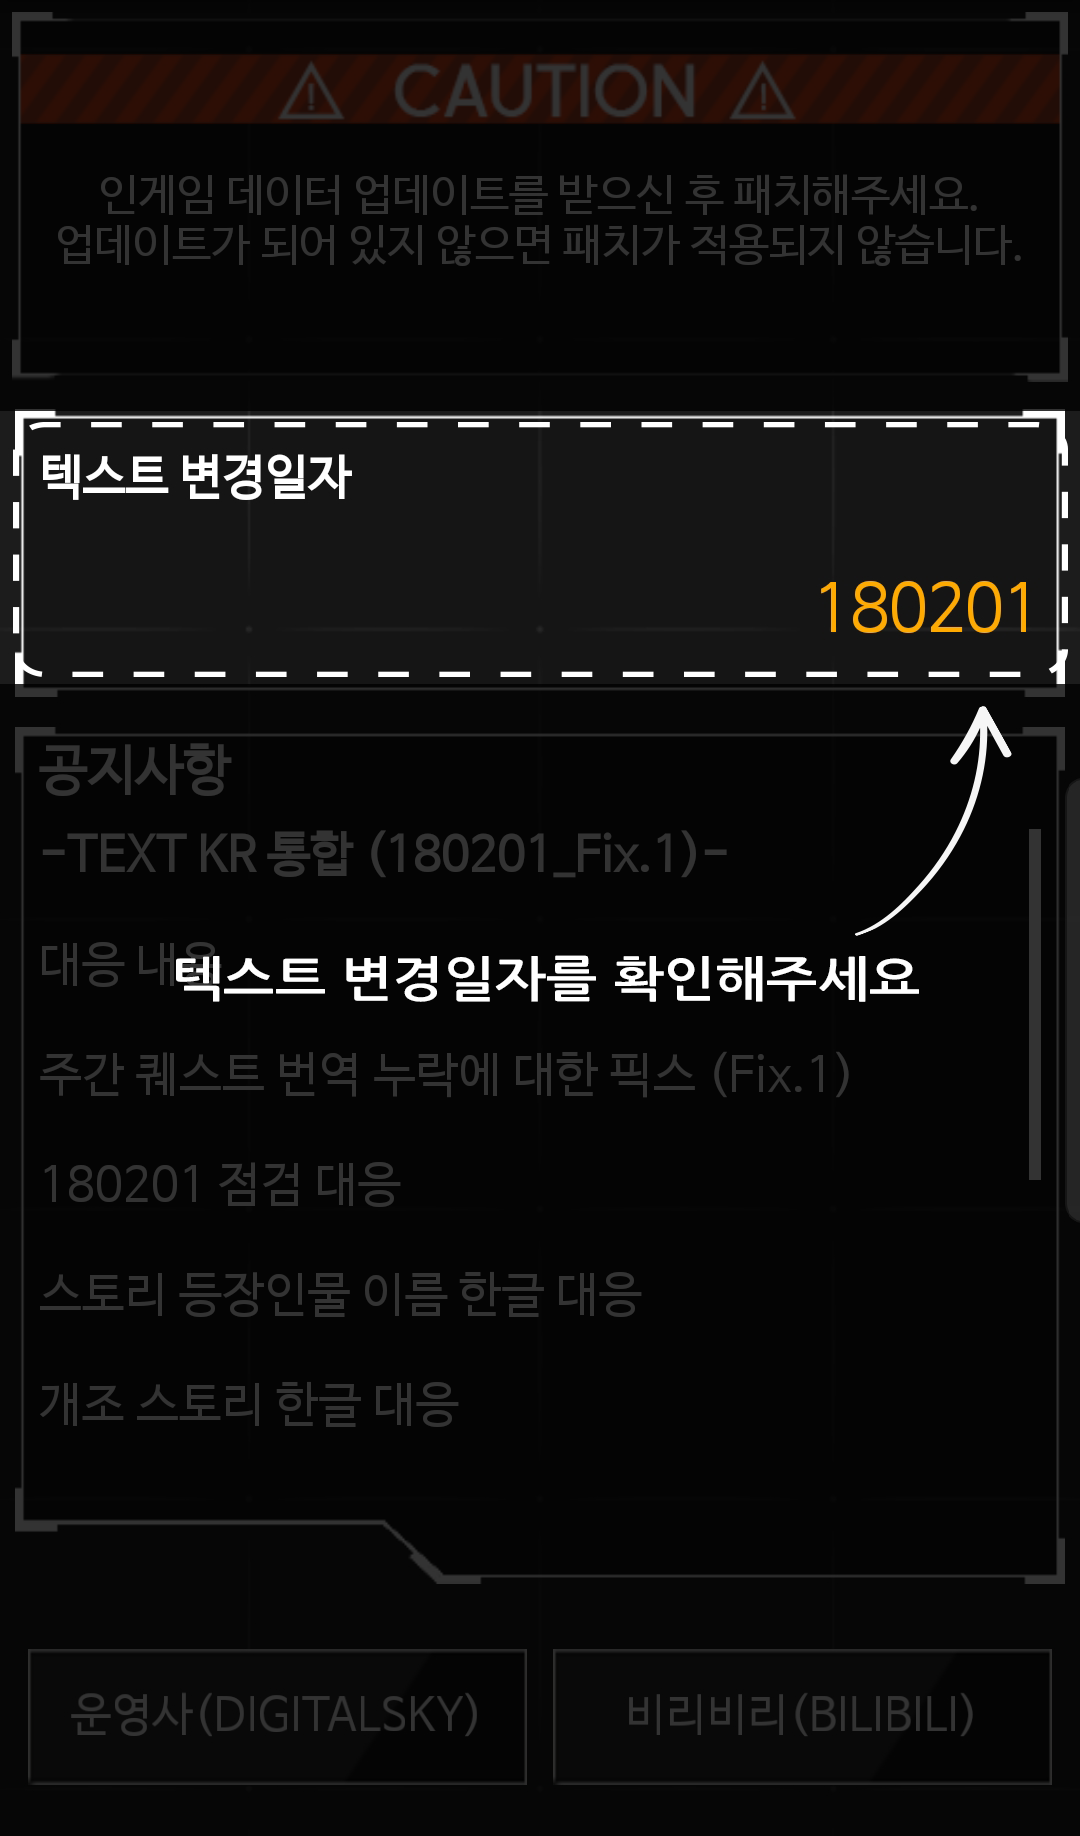 CAUTION
인게임 데이터 업데이트를 받으신 후 패치해주세요.
업데이트가 되어 있지 않으면 패치가 적용되지 않습니다.
텍스트 변경일자
180201
공지사항
-TEXT KR 통합 (180201_Fix.1)-
대응 내용
텍스트 변경일자를 확인해주세요
주간 퀘스트 번역 누락에 대한 픽스 (Fix.1)
180201 점검 대응
스토리 등장인물 이름 한글 대응
개조 스토리 한글 대응
운영사(DIGITALSKY)
비리비리(BILIBILI)